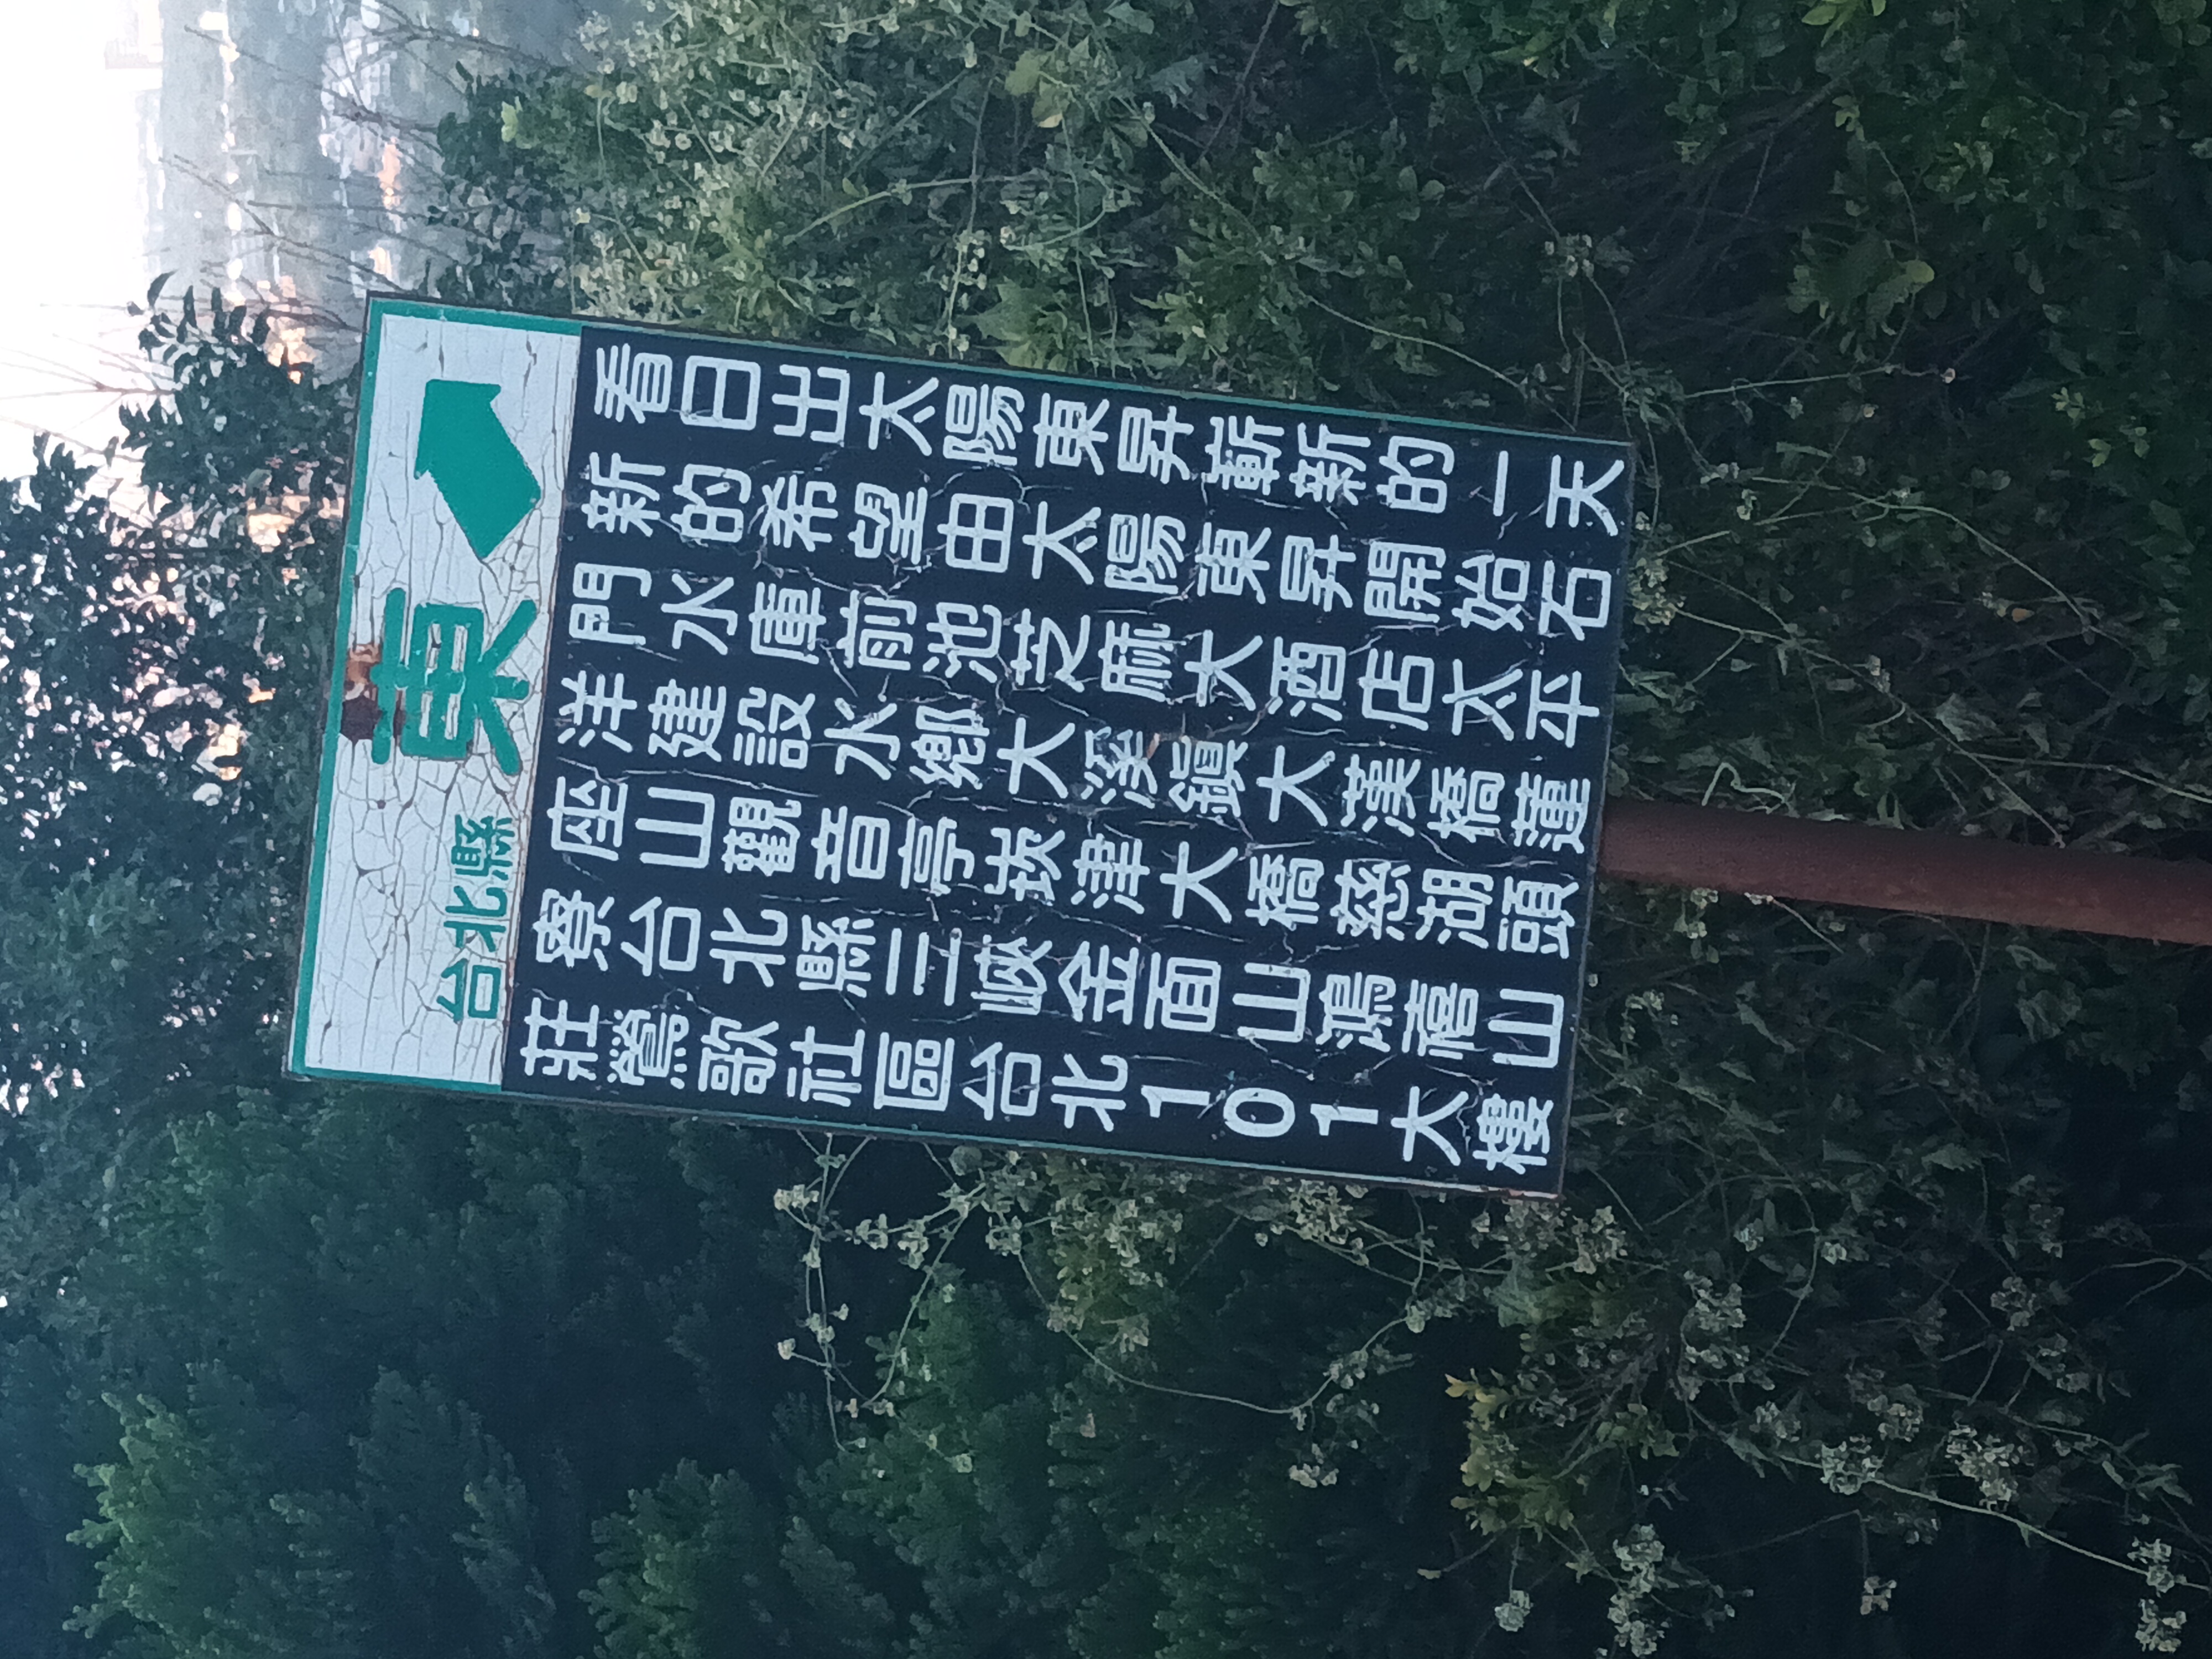 台北縣 東
看日出太陽東昇嶄新的一天
新的希望由太陽東昇開始石
門水庫前池芝麻大酒店太平
洋建設水鄉大溪鎮大漢橋蓮
座山觀音亭崁津大橋慈湖頭
寮台北縣三峽金面山鴻禧山
莊鶯歌社區台北101大樓